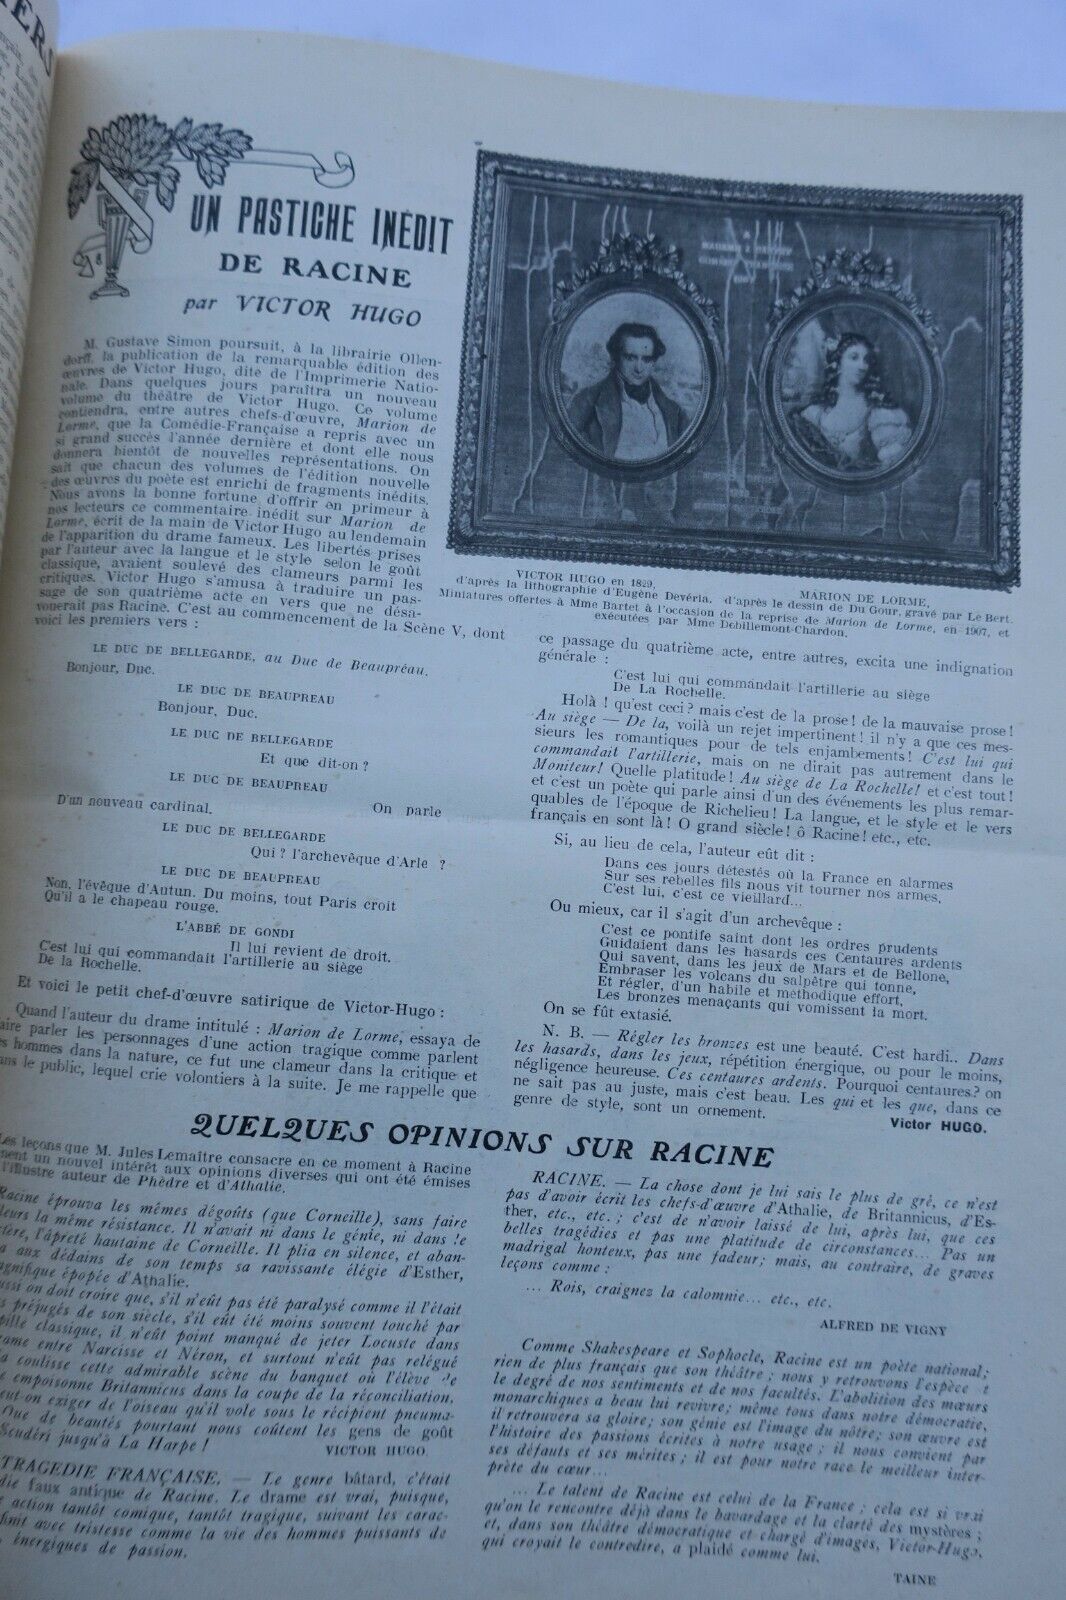 UN PASTICHE INÉDIT
DE RACINE
par VICTOR HUGO
M. Gustave Simon poursuit, à la librairie Ollen-
dorff, la publication de la remarquable édition des
œuvres de Victor Hugo, dite de l'Imprimerie Natio-
nale. Dans quelques jours paraîtra un nouveau
volume du théâtre de Victor Hugo. Ce volume
contiendra, entre autres chefs-d'œuvre, Marion de
Lorme, que la Comédie-Française a repris avec un
si grand succès l'année dernière et dont elle nous
donnera bientôt de nouvelles représentations. On
sait que chacun des volumes de l'édition nouvelle
des œuvres du poète est enrichi de fragments inédits.
Nous avons la bonne fortune d'offrir en primeur à
nos lecteurs ce commentaire inédit sur Marion de
Lorme, écrit de la main de Victor Hugo au lendemain
de l'apparition du drame fameux. Les libertés prises
par l'auteur avec la langue et le style selon le goût
classique, avaient soulevé des clameurs parmi les
critiques. Victor Hugo s'amusa à traduire un pas-
sage de son quatrième acte en vers que ne désa-
vouerait pas Racine. C'est au commencement de la Scène V, dont
voici les premiers vers :
VICTOR HUGO en 1829,
d'après la lithographie d'Eugène Devéria.
MARION DE LORME,
d'après le dessin de Du Gour, gravé par Le Bert.
Miniatures offertes à Mme Bartet à l'occasion de la reprise de Marion de Lorme, en 1907, et
exécutées par Mme Debillemont-Chardon.
LE DUC DE BELLEGARDE, au Duc de Beaupréau.
Bonjour, Duc.
LE DUC DE BEAUPREAU
Bonjour, Duc.
LE DUC DE BELLEGARDE
Et que dit-on ?
LE DUC DE BEAUPREAU
On parle
D'un nouveau cardinal.
LE DUC DE BELLEGARDE
Qui ? l'archevêque d'Arle ?
LE DUC DE BEAUPREAU
Non, l'évêque d'Autun. Du moins, tout Paris croit
Qu'il a le chapeau rouge.
L'ABBÉ DE GONDI
Il lui revient de droit.
C'est lui qui commandait l'artillerie au siège
De la Rochelle.
Et voici le petit chef-d'œuvre satirique de Victor-Hugo :
Quand l'auteur du drame intitulé : Marion de Lorme, essaya de
aire parler les personnages d'une action tragique comme parlent
es hommes dans la nature, ce fut une clameur dans la critique et
ans le public, lequel crie volontiers à la suite. Je me rappelle que
ce passage du quatrième acte, entre autres, excita une indignation
générale :
C'est lui qui commandait l'artillerie au siège
De La Rochelle.
Holà ! qu'est ceci ? mais c'est de la prose ! de la mauvaise prose !
Au siège — De la, voilà un rejet impertinent ! il n'y a que ces mes-
sieurs les romantiques pour de tels enjambements ! C'est lui qui
commandait l'artillerie, mais on ne dirait pas autrement dans le
Moniteur ! Quelle platitude ! Au siège de La Rochelle ! et c'est tout !
et c'est un poète qui parle ainsi d'un des événements les plus remar-
quables de l'époque de Richelieu ! La langue, et le style et le vers
français en sont là ! O grand siècle ! ô Racine ! etc., etc.
Si, au lieu de cela, l'auteur eût dit :
Dans ces jours détestés où la France en alarmes
Sur ses rebelles fils nous vit tourner nos armes,
C'est lui, c'est ce vieillard...
Ou mieux, car il s'agit d'un archevêque :
C'est ce pontife saint dont les ordres prudents
Guidaient dans les hasards ces Centaures ardents
Qui savent, dans les jeux de Mars et de Bellone,
Embraser les volcans du salpêtre qui tonne,
Et régler, d'un habile et méthodique effort,
Les bronzes menaçants qui vomissent la mort.
On se fût extasié.
N. B. — Régler les bronzes est une beauté. C'est hardi.. Dans
les hasards, dans les jeux, répétition énergique, ou pour le moins,
négligence heureuse. Ces centaures ardents. Pourquoi centaures ? on
ne sait pas au juste, mais c'est beau. Les qui et les que, dans ce
genre de style, sont un ornement.
Victor HUGO.
QUELQUES OPINIONS SUR RACINE
Les leçons que M. Jules Lemaître consacre en ce moment à Racine
ment un nouvel intérêt aux opinions diverses qui ont été émises
l'illustre auteur de Phèdre et d'Athalie.
Racine éprouva les mêmes dégoûts (que Corneille), sans faire
leurs la même résistance. Il n'avait ni dans le génie, ni dans le
tère, l'âpreté hautaine de Corneille. Il plia en silence, et aban-
a aux dédains de son temps sa ravissante élégie d'Esther,
agnifique épopée d'Athalie.
ussi on doit croire que, s'il n'eût pas été paralysé comme il l'était
s préjugés de son siècle, s'il eût été moins souvent touché par
pille classique, il n'eût point manqué de jeter Locuste dans
rame entre Narcisse et Néron, et surtout n'eût pas relégué
a coulisse cette admirable scène du banquet où l'élève de
e empoisonne Britannicus dans la coupe de la réconciliation.
eut-on exiger de l'oiseau qu'il vole sous le récipient pneuma-
Que de beautés pourtant nous coûtent les gens de goût
Scudéri jusqu'à La Harpe !
VICTOR HUGO.
TRAGEDIE FRANÇAISE. — Le genre bâtard, c'était
die faux antique de Racine. Le drame est vrai, puisque,
action tantôt comique, tantôt tragique, suivant les carac-
finit avec tristesse comme la vie des hommes puissants de
énergiques de passion.
RACINE. — La chose dont je lui sais le plus de gré, ce n'est
pas d'avoir écrit les chefs-d'œuvre d'Athalie, de Britannicus, d'Es-
ther, etc., etc. ; c'est de n'avoir laissé de lui, après lui, que ces
belles tragédies et pas une platitude de circonstances... Pas un
madrigal honteux, pas une fadeur ; mais, au contraire, de graves
leçons comme :
... Rois, craignez la calomnie... etc., etc.
ALFRED DE VIGNY
Comme Shakespeare et Sophocle, Racine est un poète national ;
rien de plus français que son théâtre ; nous y retrouvons l'espèce t
le degré de nos sentiments et de nos facultés. L'abolition des mœurs
monarchiques a beau lui revivre ; même tous dans notre démocratie,
il retrouvera sa gloire ; son génie est l'image du nôtre ; son œuvre est
l'histoire des passions écrites à notre usage ; il nous convient par
ses défauts et ses mérites ; il est pour notre race le meilleur inter-
prète du cœur...
... Le talent de Racine est celui de la France ; cela est si vrai
qu'on le rencontre déjà dans le bavardage et la clarté des mystères ;
et, dans son théâtre démocratique et chargé d'images, Victor-Hugo,
qui croyait le contredire, a plaidé comme lui.
TAINE